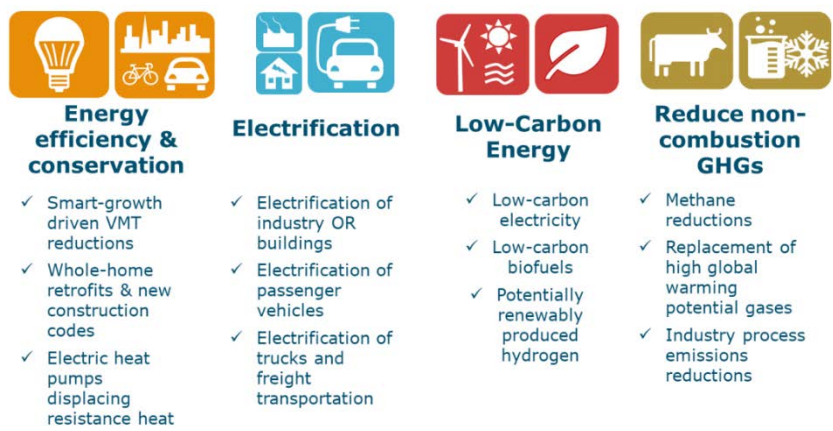 Energy
efficiency &
conservation
✓ Smart-growth
driven VMT
reductions
✓ Whole-home
retrofits & new
construction
codes
✓ Electric heat
pumps
displacing
resistance heat
Electrification
✓ Electrification of
industry OR
buildings
✓ Electrification of
passenger
vehicles
✓ Electrification of
trucks and
freight
transportation
Low-Carbon
Energy
✓ Low-carbon
electricity
✓ Low-carbon
biofuels
✓ Potentially
renewably
produced
hydrogen
Reduce non-
combustion
GHGs
✓ Methane
reductions
✓ Replacement of
high global
warming
potential gases
✓ Industry process
emissions
reductions